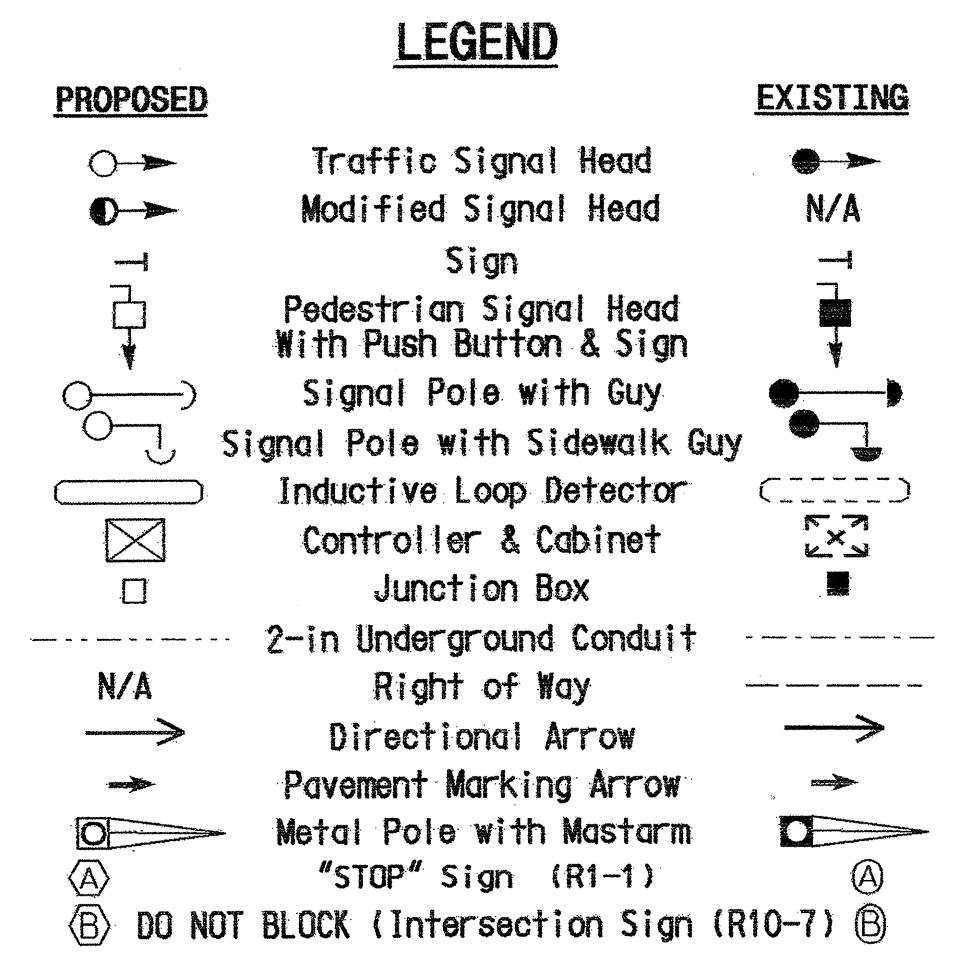 LEGEND
PROPOSED EXISTING
Traffic Signal Head
Modified Signal Head N/A
Sign
Pedestrian Signal Head
With Push Button & Sign
Signal Pole with Guy
Signal Pole with Sidewalk Guy
Inductive Loop Detector
Controller & Cabinet
Junction Box
2-in Underground Conduit
N/A Right of Way
Directional Arrow
Pavement Marking Arrow
Metal Pole with Mastarm
A "STOP" Sign (R1-1) A
B DO NOT BLOCK (Intersection Sign (R10-7) B